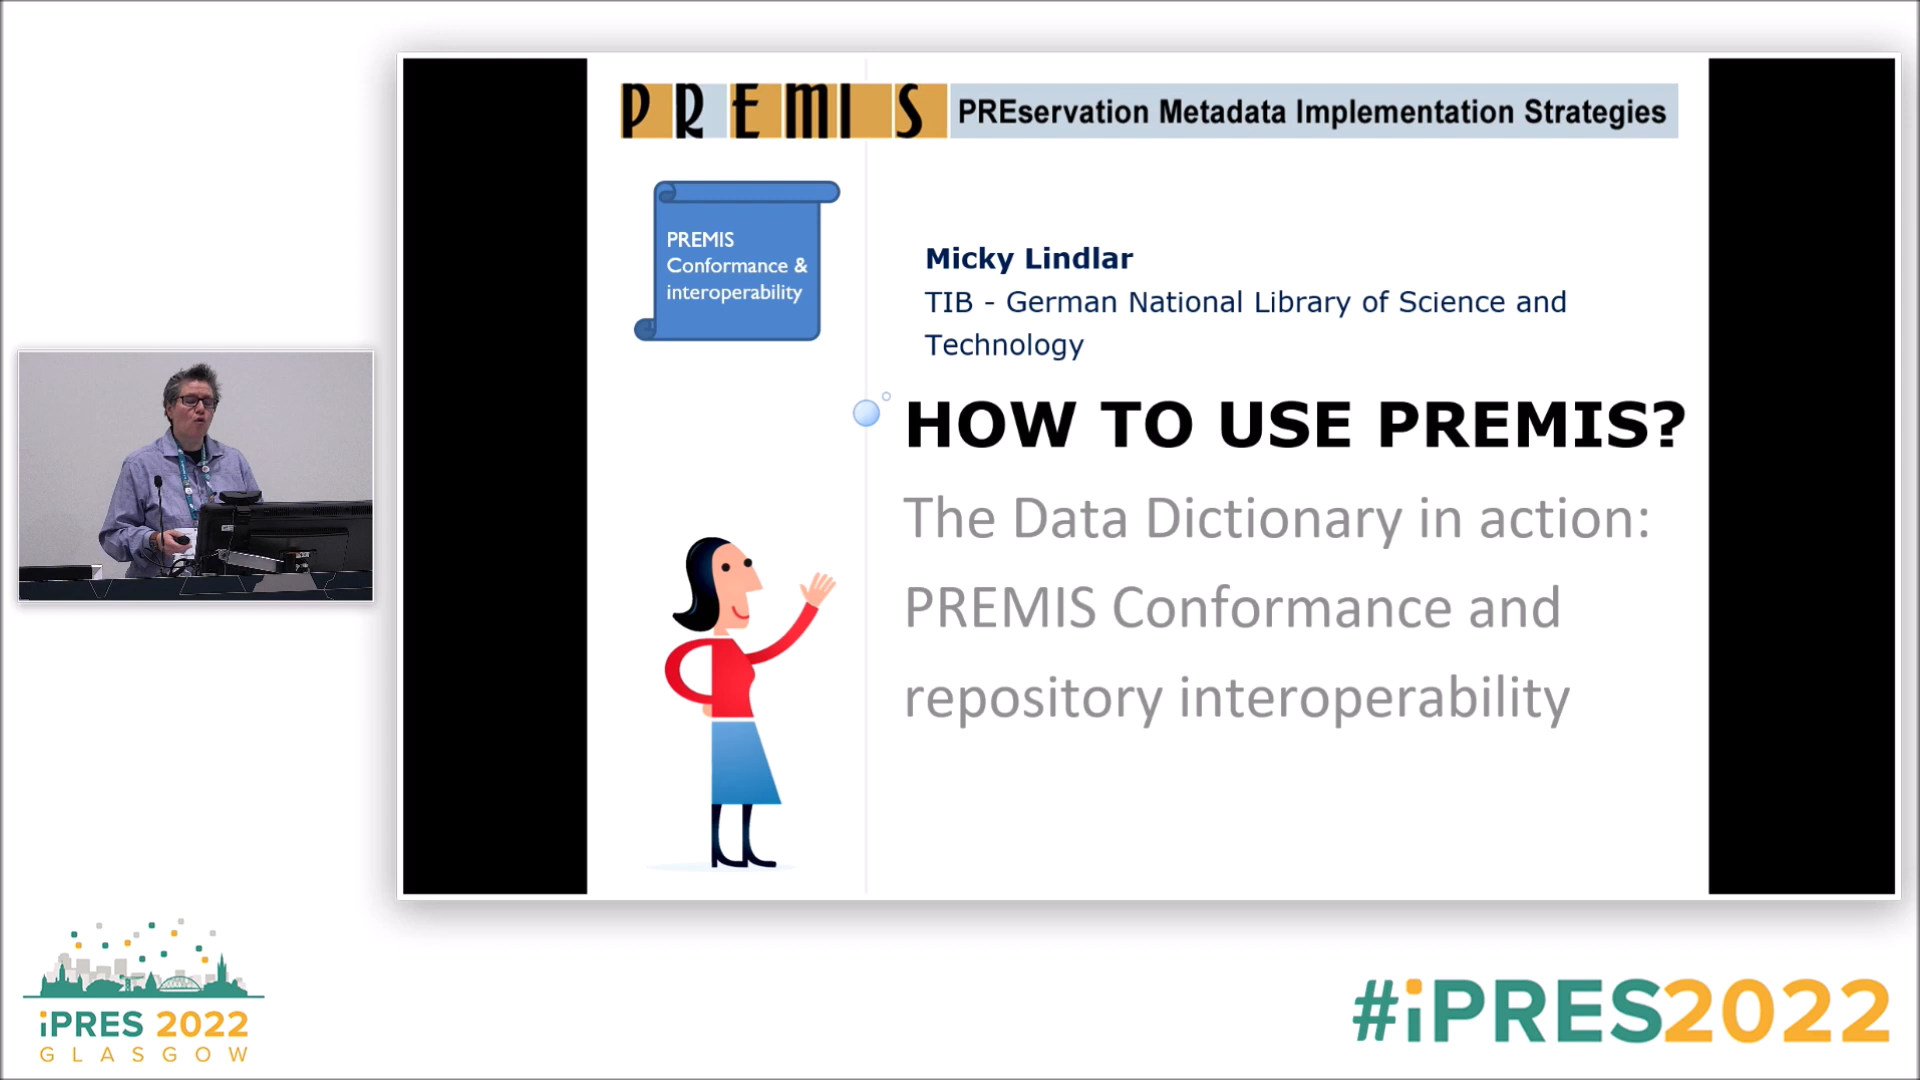 PREMIS
PREservation Metadata Implementation Strategies
PREMIS
Conformance &
interoperability
Micky Lindlar
TIB - German National Library of Science and
Technology
HOW TO USE PREMIS?
The Data Dictionary in action:
PREMIS Conformance and
repository interoperability
iPRES 2022
GLASGOW
#iPRES2022